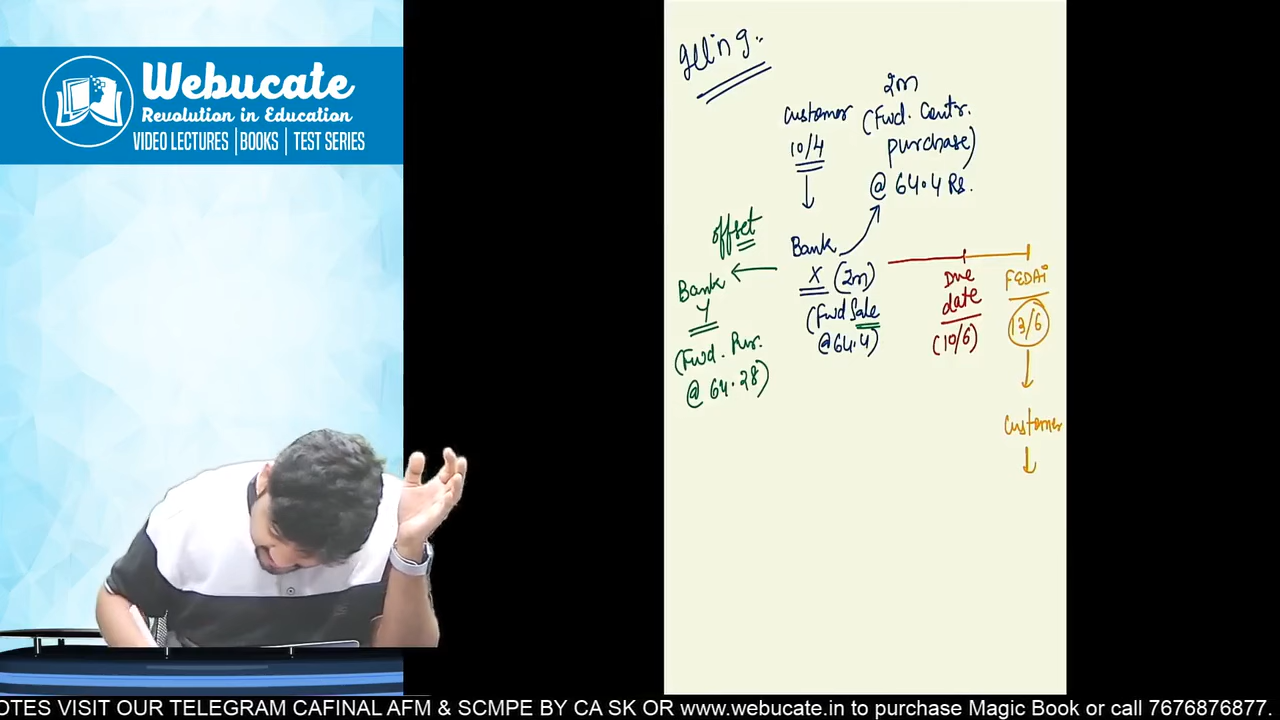 Webucate
Revolution in Education
VIDEO LECTURES | BOOKS | TEST SERIES
customer
10/4
2m
(Fwd. Contr.
purchase)
@ 64.4 Rs.
offset
Bank
X (2m)
(Fwd Sale
@64.4)
Bank
Y
(Fwd. Pur.
@ 64.28)
Due
date
(10/6)
FEDAi
13/6
Customer
OTES VISIT OUR TELEGRAM CAFINAL AFM & SCMPE BY CA SK OR www.webucate.in to purchase Magic Book or call 7676876877.